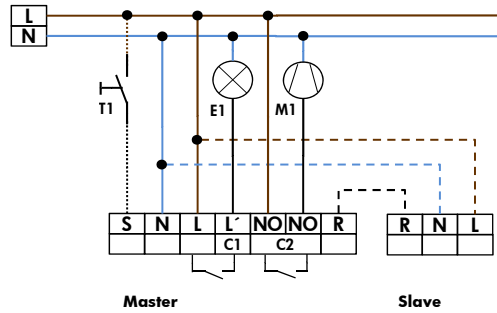 L
N
T1
E1
M1
S N L L´ NO NO R
C1 C2
R N L
Master
Slave